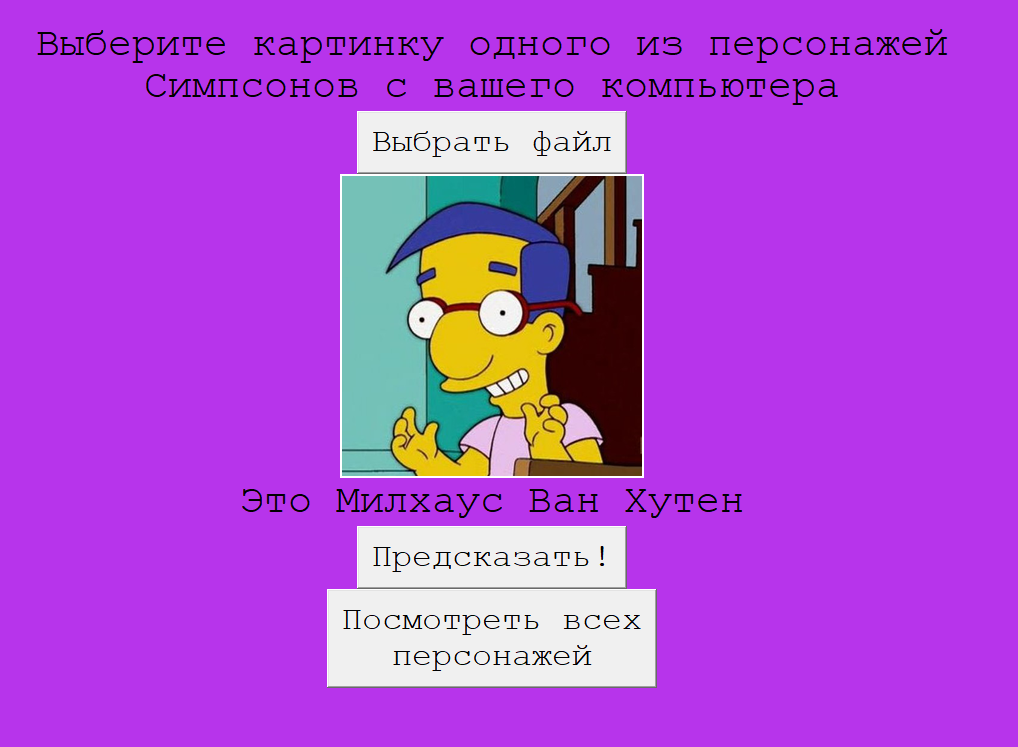 Выберите картинку одного из персонажей
Симпсонов с вашего компьютера
Выбрать файл
Это Милхаус Ван Хутен
Предсказать!
Посмотреть всех
персонажей